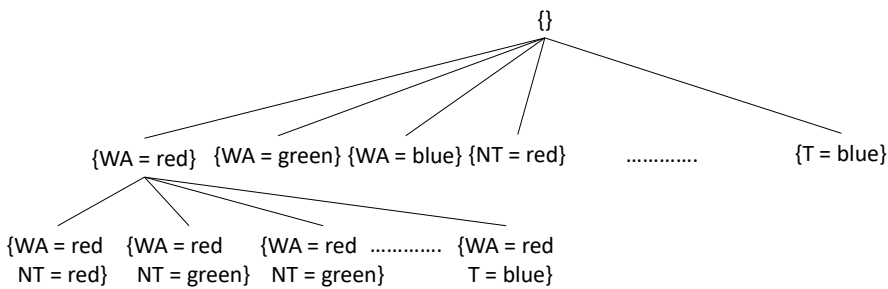 {}
{WA = red} {WA = green} {WA = blue} {NT = red} ............. {T = blue}
{WA = red {WA = red {WA = red ............. {WA = red
NT = red} NT = green} NT = green} T = blue}